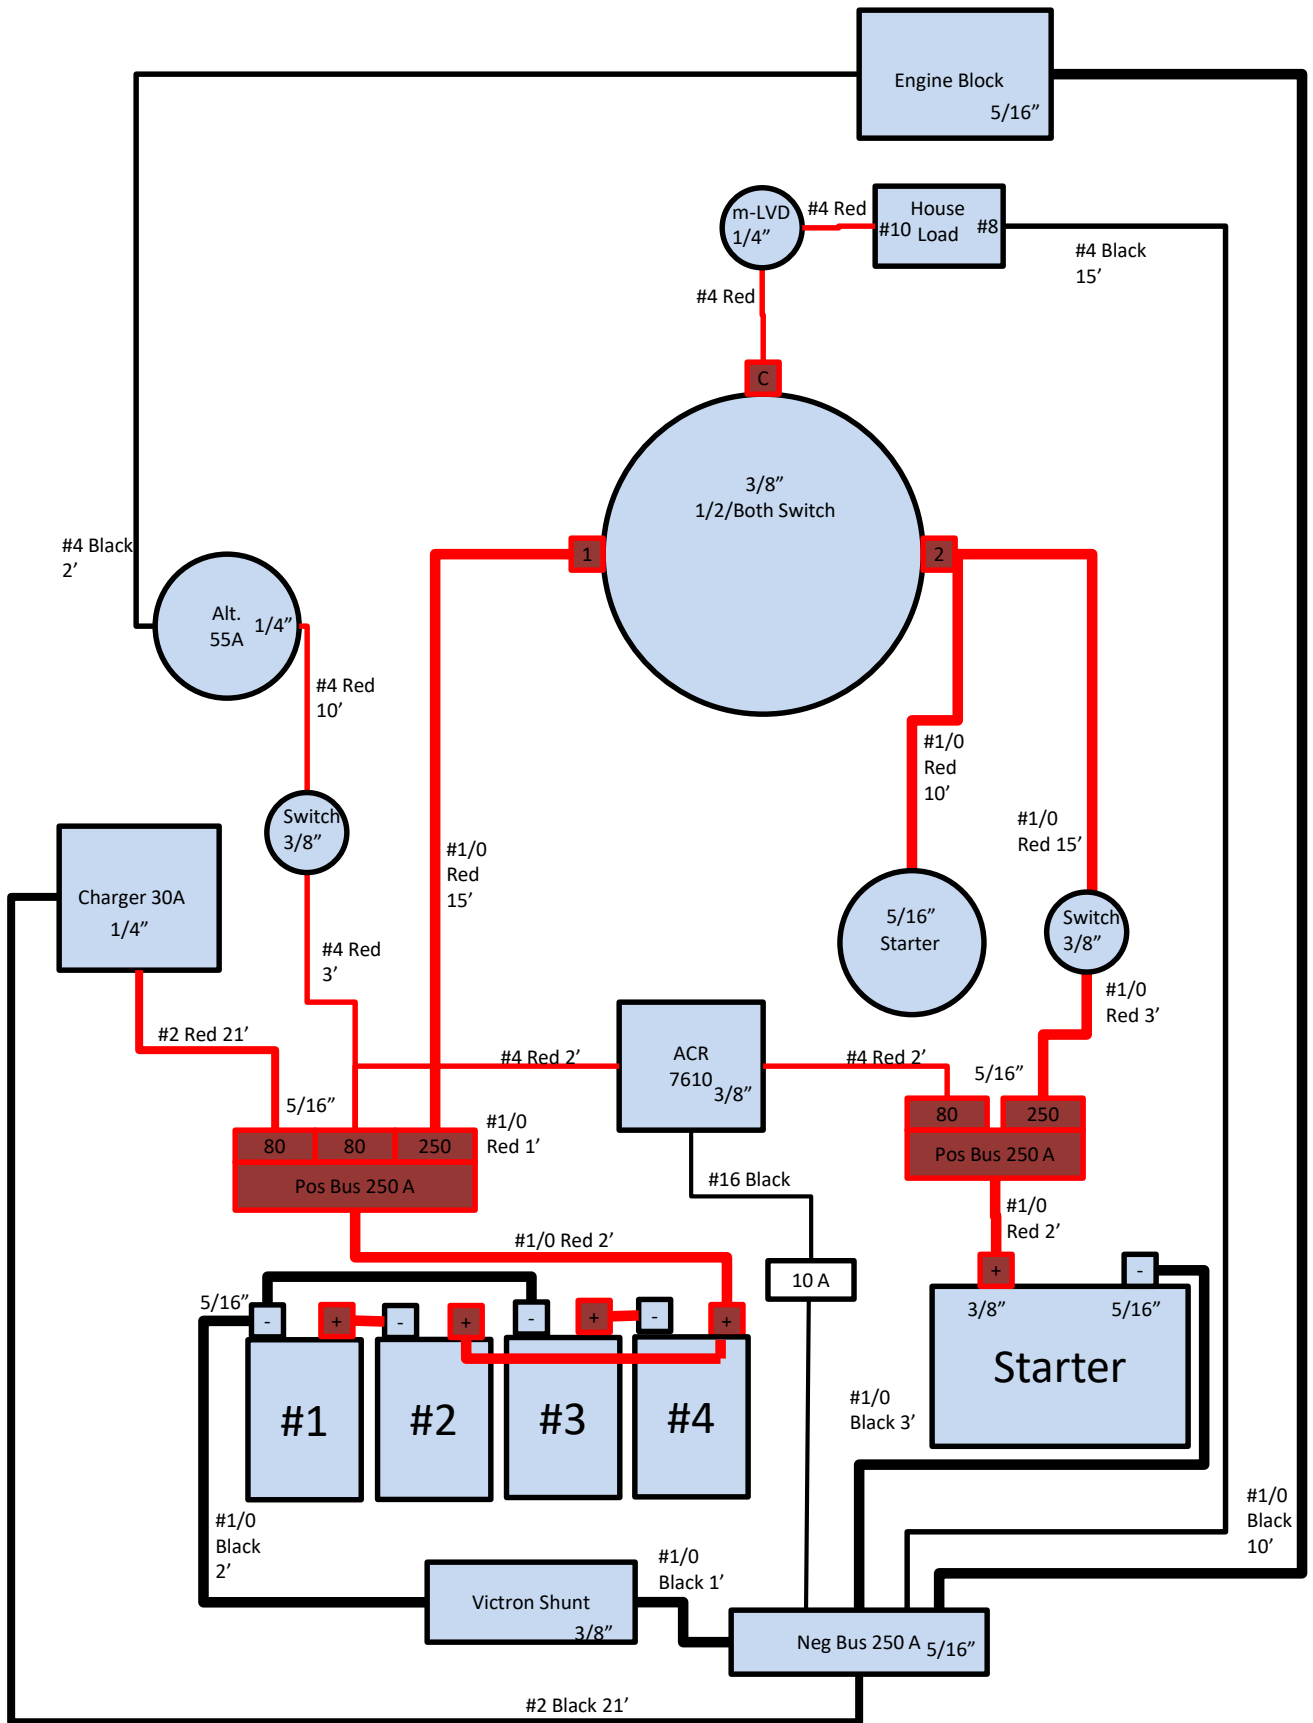 Engine Block
5/16”
m-LVD
1/4”
#4 Red
House
Load
#10
#8
#4 Black
15’
#4 Red
C
3/8”
1/2/Both Switch
1
2
#4 Black
2’
Alt.
55A
1/4”
#4 Red
10’
#1/0
Red
10’
Switch
3/8”
#1/0
Red
15’
#1/0
Red 15’
Charger 30A
1/4”
5/16”
Starter
Switch
3/8”
#4 Red
3’
#1/0
Red 3’
#2 Red 21’
#4 Red 2’
ACR
7610
3/8”
#4 Red 2’
5/16”
5/16”
80
80
250
#1/0
Red 1’
80
250
Pos Bus 250 A
Pos Bus 250 A
#16 Black
#1/0
Red 2’
#1/0 Red 2’
10 A
5/16”
-
+
-
+
-
+
-
+
+
-
3/8”
5/16”
Starter
#1
#2
#3
#4
#1/0
Black 3’
#1/0
Black
2’
#1/0
Black
10’
#1/0
Black 1’
Victron Shunt
3/8”
Neg Bus 250 A
5/16”
#2 Black 21’